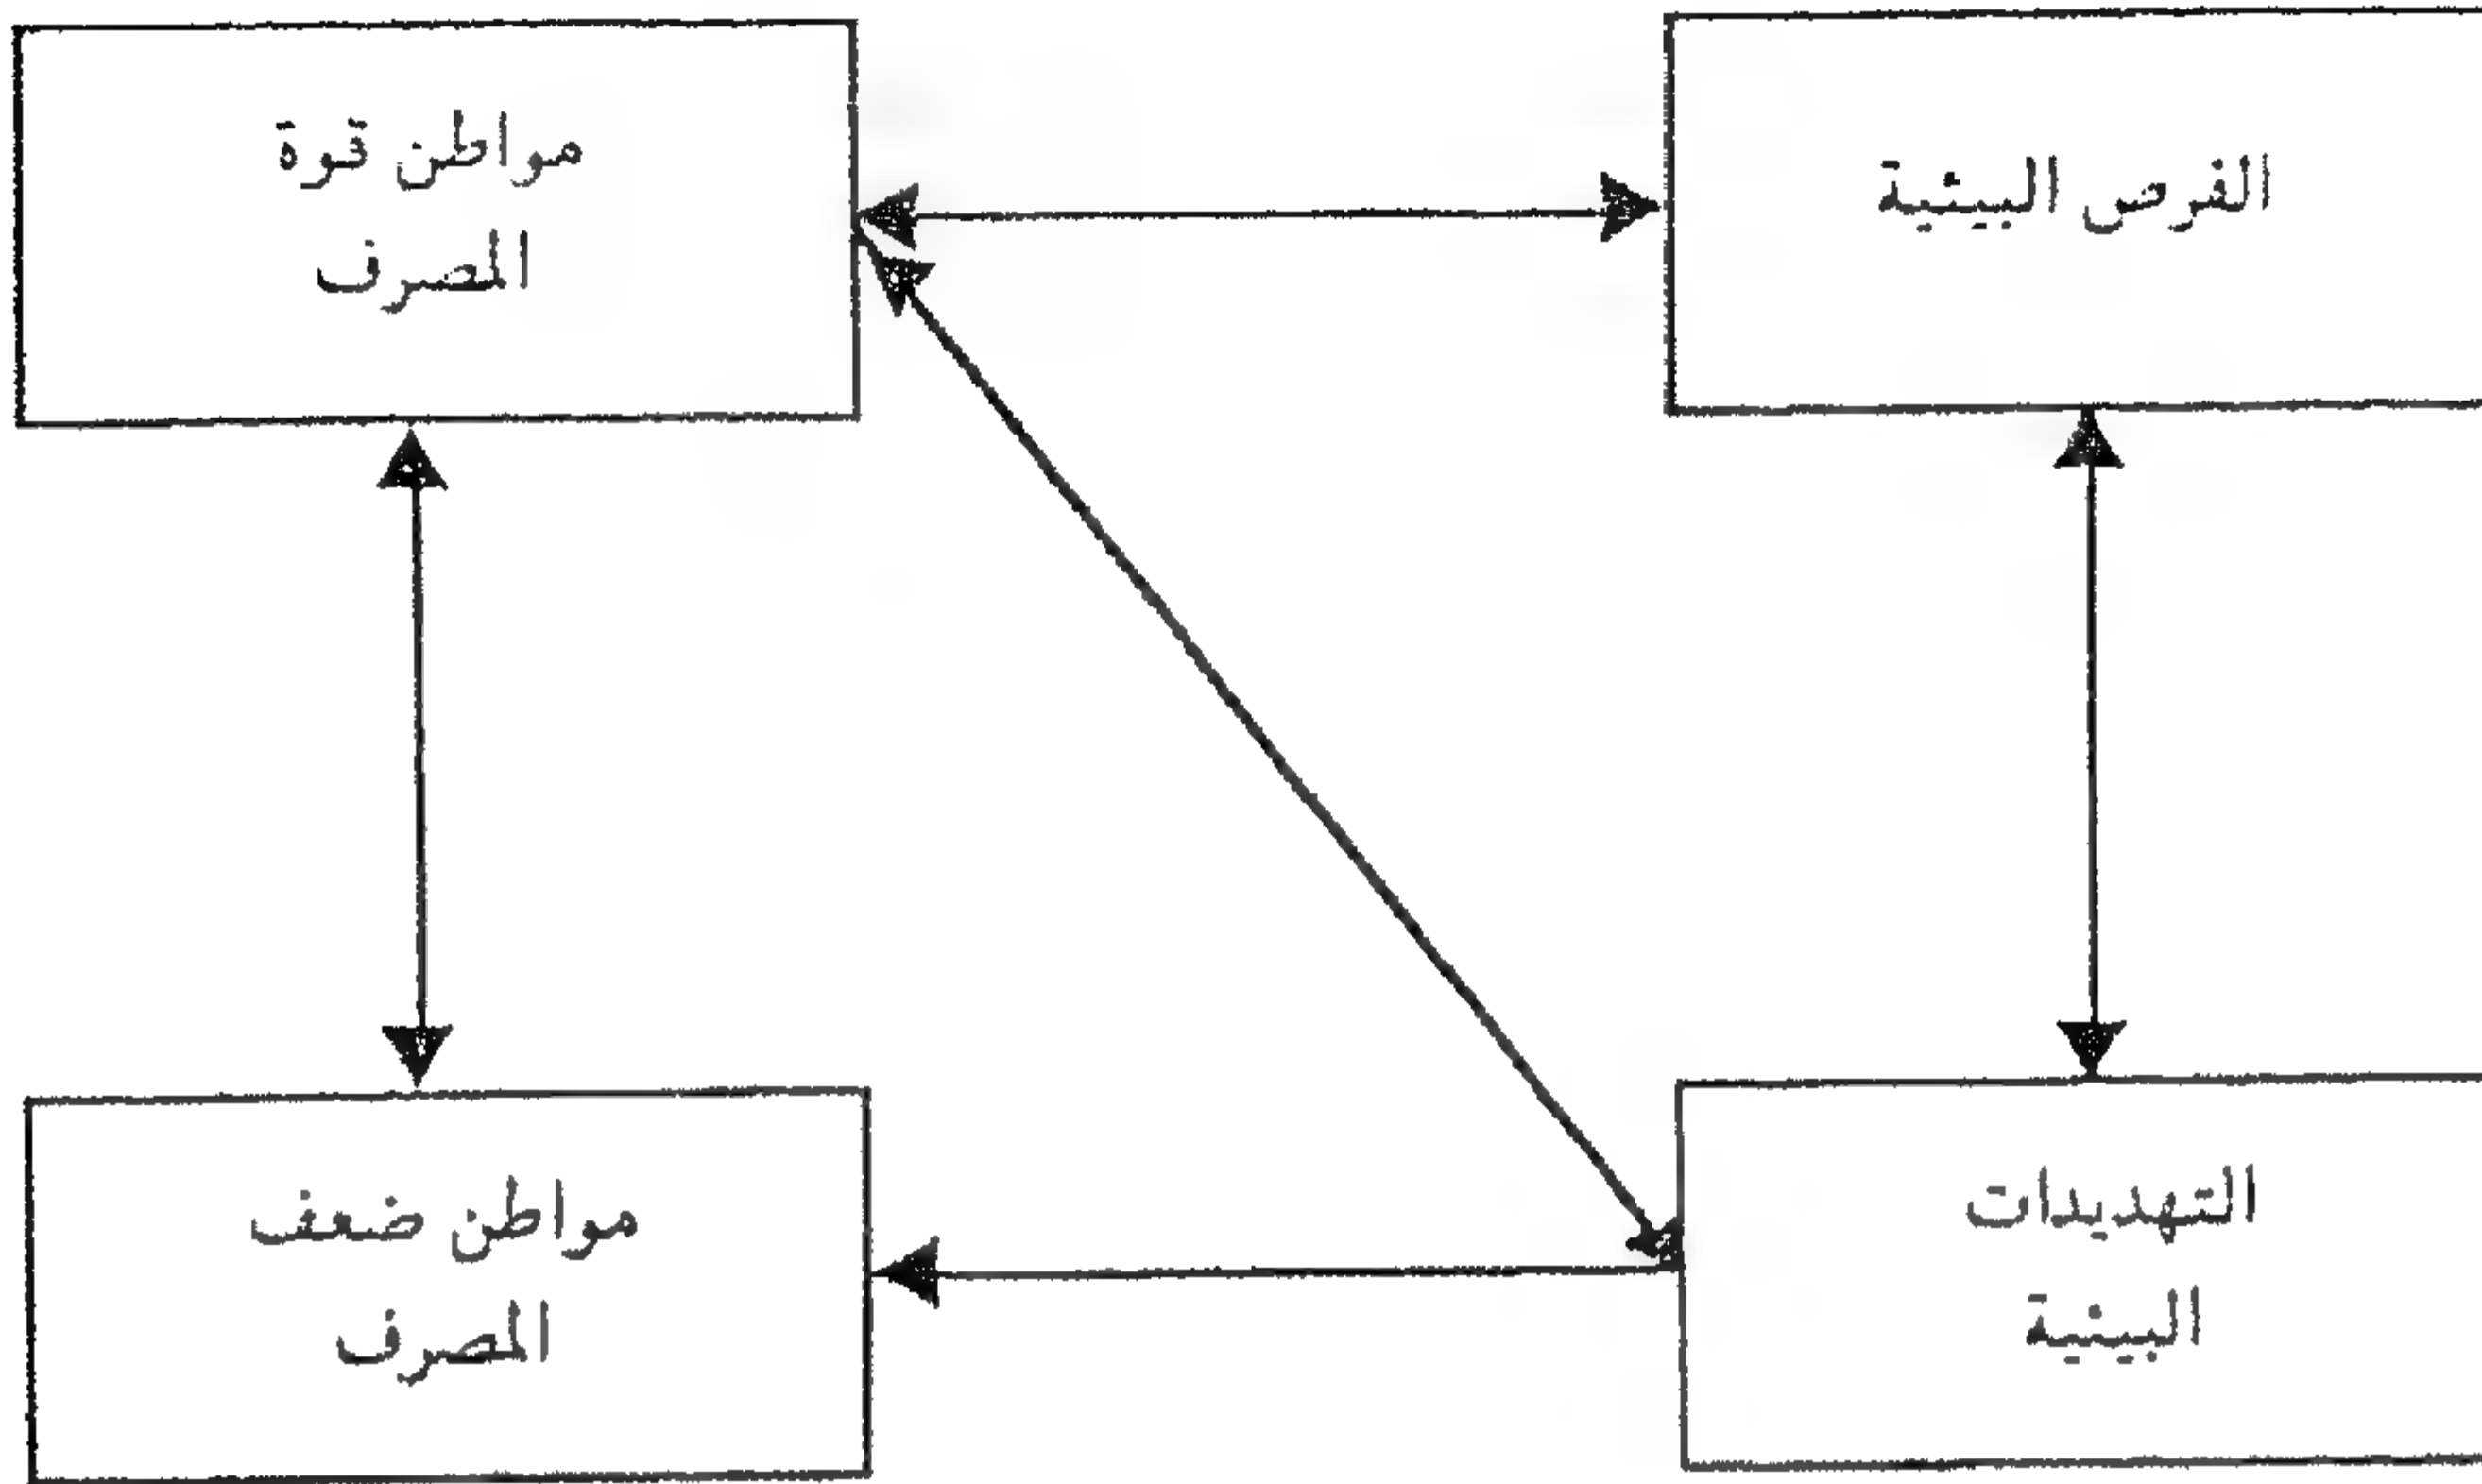 الفرص البيئية
مواطن قوة
المصرف
التهديدات
البيئية
مواطن ضعف
المصرف